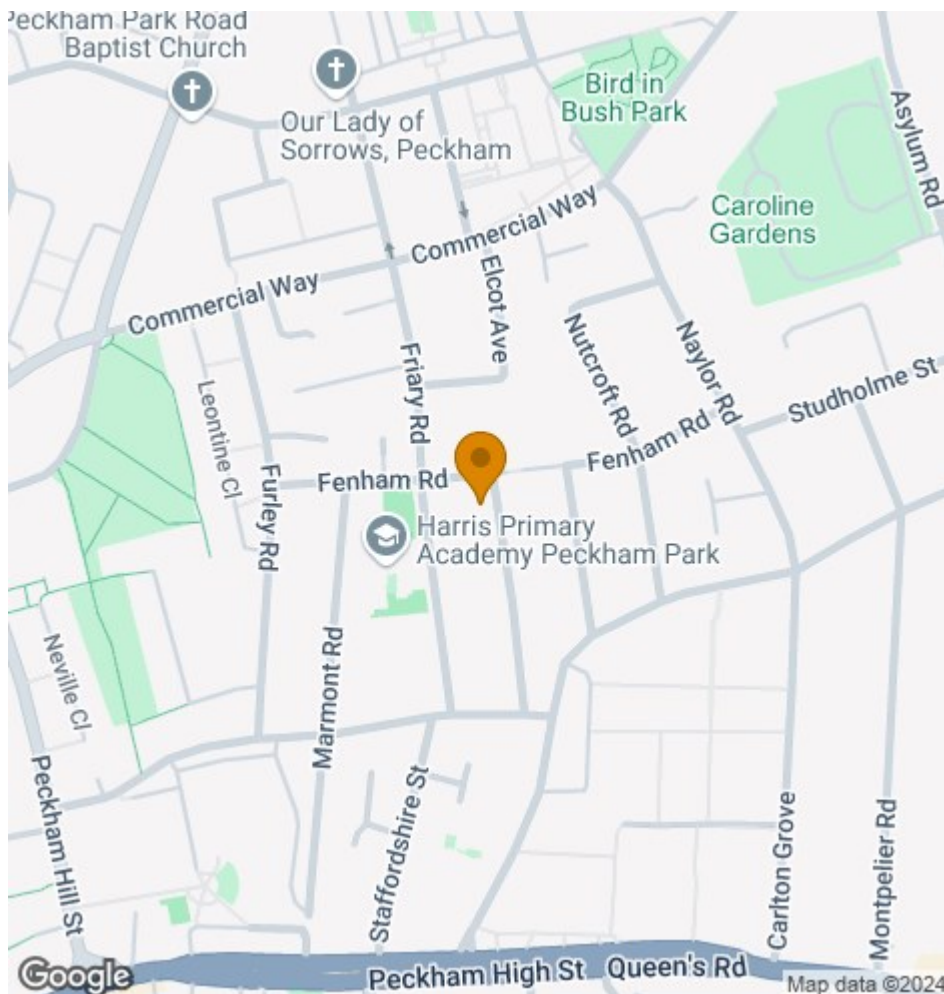 Peckham Park Road
Baptist Church
Our Lady of
Sorrows, Peckham
Bird in
Bush Park
Asylum Rd
Caroline
Gardens
Commercial Way
Commercial Way
Elcot Ave
Nutcroft Rd
Naylor Rd
Friary Rd
Leontine Cl
Studholme St
Fenham Rd
Fenham Rd
Furley Rd
Harris Primary
Academy Peckham Park
Marmont Rd
Neville Cl
Peckham Hill St
Staffordshire St
Carlton Grove
Montpelier Rd
Peckham High St
Queen's Rd
Google
Map data ©2024